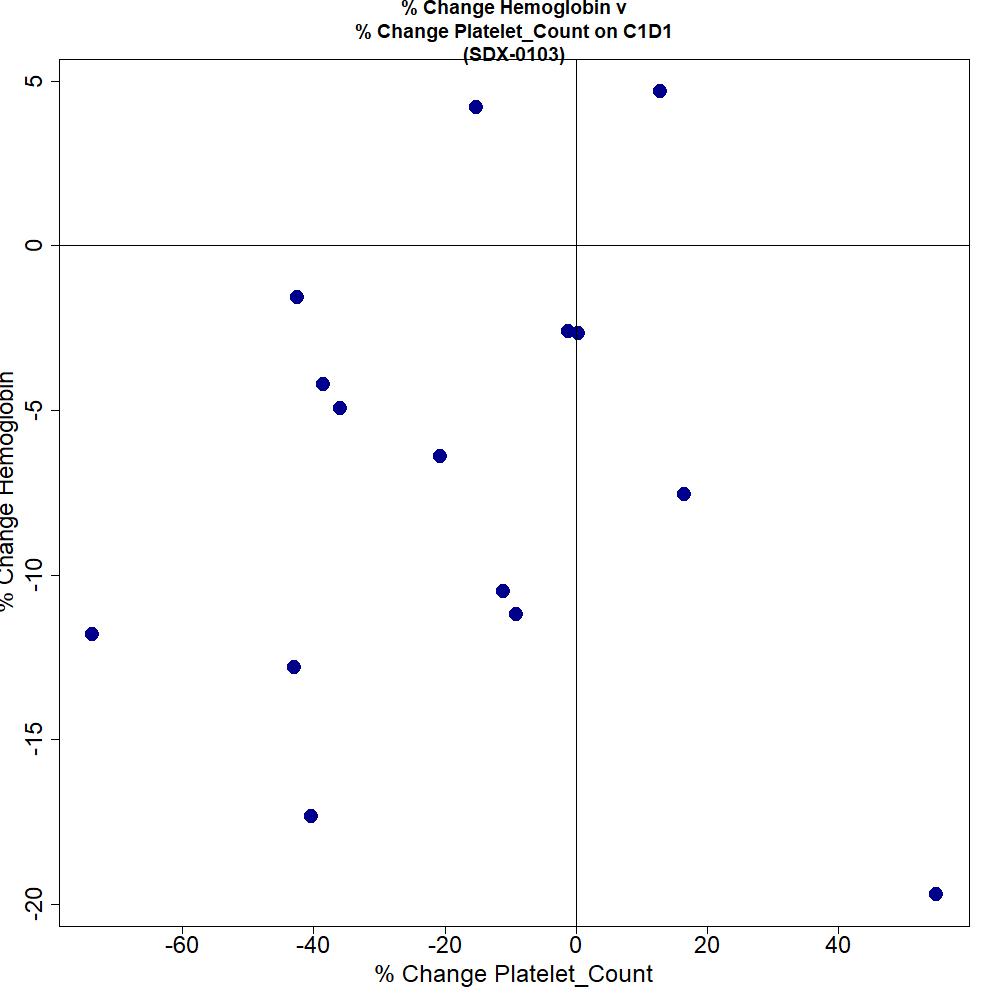 % Change Hemoglobin v
% Change Platelet_Count on C1D1
(SDX-0103)
5
0
-5
-10
-15
-20
% Change Hemoglobin
-60
-40
-20
0
20
40
% Change Platelet_Count